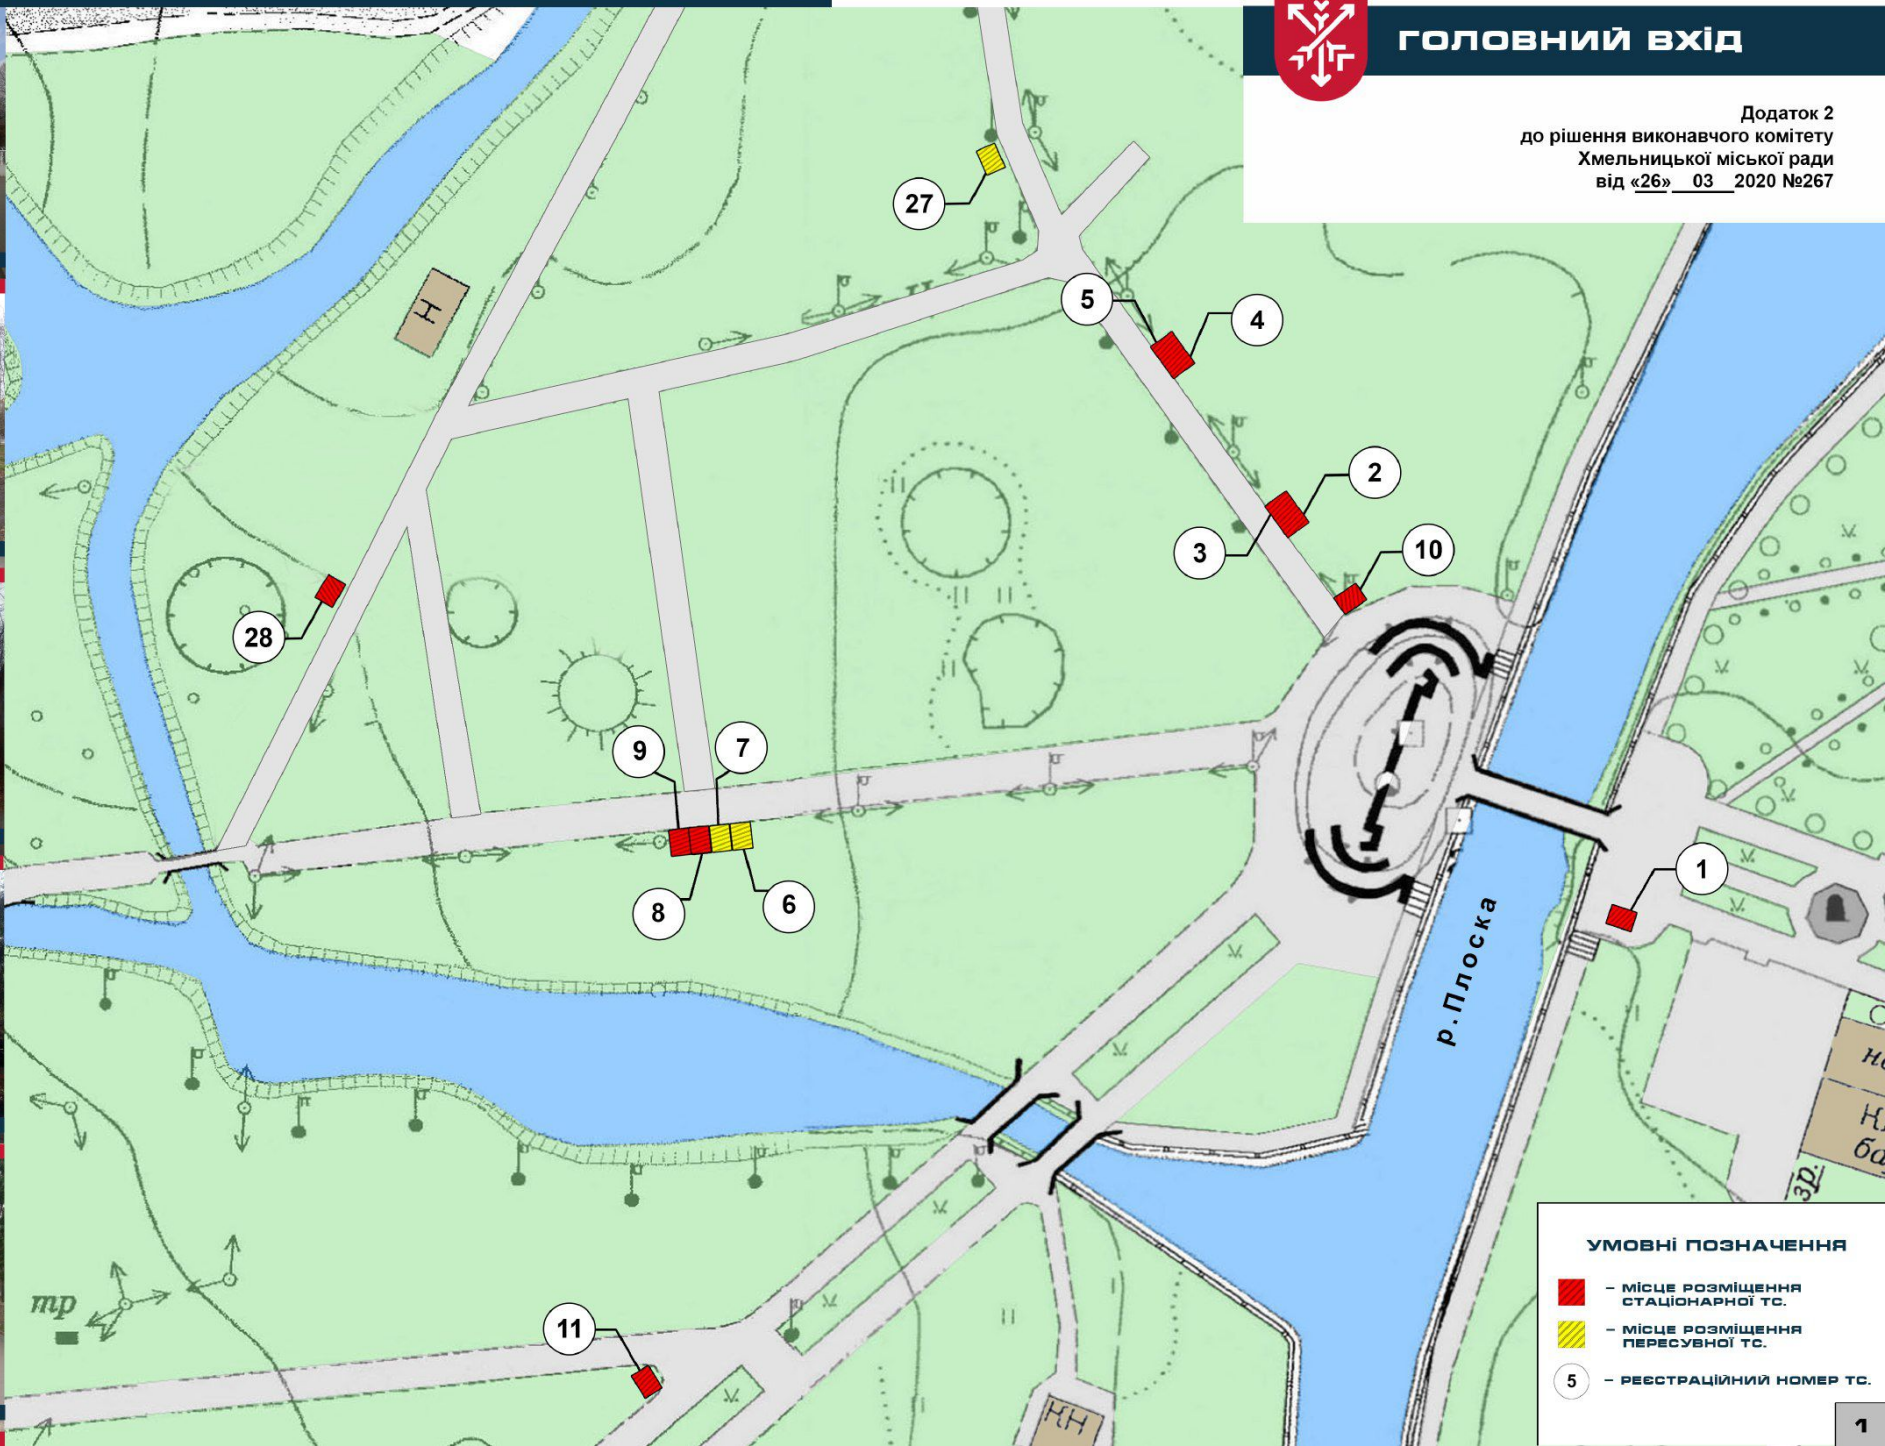 ГОЛОВНИЙ ВХІД
Додаток 2
до рішення виконавчого комітету
Хмельницької міської ради
від «26» 03 2020 №267
27
5
4
Н
2
3
10
28
9
7
8
6
1
р.Плоска
зр.
тр
11
КН
УМОВНІ ПОЗНАЧЕННЯ
– МІСЦЕ РОЗМІЩЕННЯ
СТАЦІОНАРНОЇ ТС.
– МІСЦЕ РОЗМІЩЕННЯ
ПЕРЕСУВНОЇ ТС.
5 – РЕЄСТРАЦІЙНИЙ НОМЕР ТС.
1